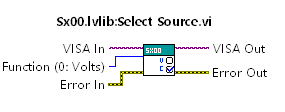 Sx00.lvlib:Select Source.vi
VISA In
SX00
VISA Out
Function (0: Volts)
V
C
Error In
Error Out